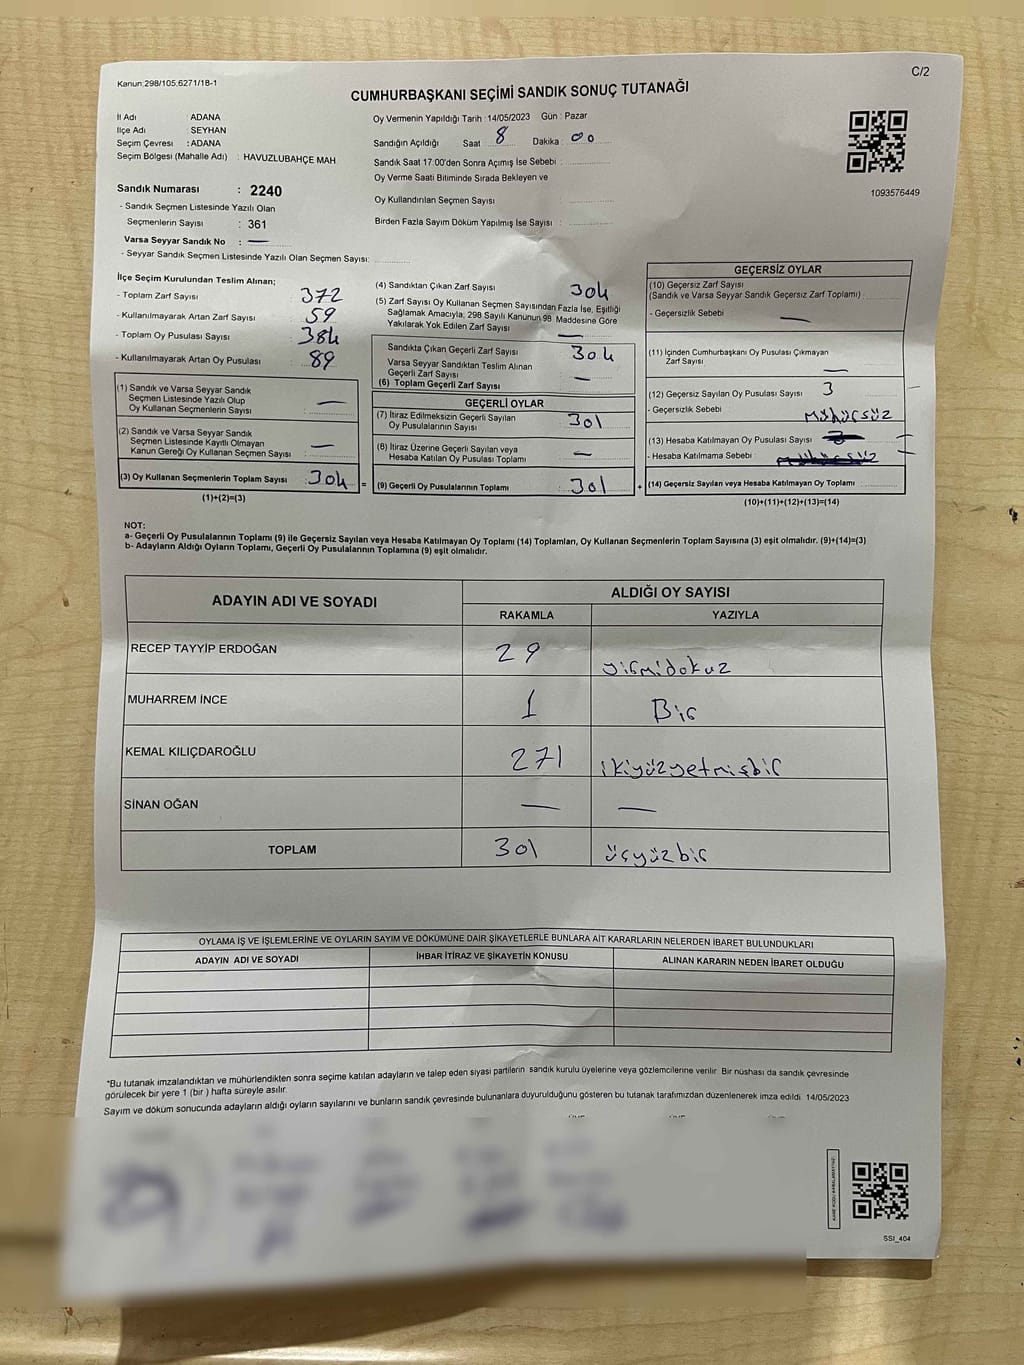 Kanun:298/105,6271/18-1
C/2
CUMHURBAŞKANI SEÇİMİ SANDIK SONUÇ TUTANAĞI
İl Adı : ADANA
İlçe Adı : SEYHAN
Seçim Çevresi : ADANA
Seçim Bölgesi (Mahalle Adı) : HAVUZLUBAHÇE MAH
Sandık Numarası : 2240
- Sandık Seçmen Listesinde Yazılı Olan
Seçmenlerin Sayısı : 361
Varsa Seyyar Sandık No : —
- Seyyar Sandık Seçmen Listesinde Yazılı Olan Seçmen Sayısı:
Oy Vermenin Yapıldığı Tarih : 14/05/2023 Gün : Pazar
Sandığın Açıldığı Saat 8 Dakika : 00
Sandık Saat 17:00'den Sonra Açımış İse Sebebi :
Oy Verme Saati Bitiminde Sırada Bekleyen ve
Oy Kullandırılan Seçmen Sayısı :
Birden Fazla Sayım Döküm Yapılmış İse Sayısı :
1093576449
İlçe Seçim Kurulundan Teslim Alınan;
- Toplam Zarf Sayısı : 372
- Kullanılmayarak Artan Zarf Sayısı : 59
- Toplam Oy Pusulası Sayısı : 384
- Kullanılmayarak Artan Oy Pusulası : 89
(1) Sandık ve Varsa Seyyar Sandık
Seçmen Listesinde Yazılı Olup
Oy Kullanan Seçmenlerin Sayısı : —
(2) Sandık ve Varsa Seyyar Sandık
Seçmen Listesinde Kayıtlı Olmayan
Kanun Gereği Oy Kullanan Seçmen Sayısı : —
(3) Oy Kullanan Seçmenlerin Toplam Sayısı : 304
(1)+(2)=(3)
(4) Sandıktan Çıkan Zarf Sayısı : 304
(5) Zarf Sayısı Oy Kullanan Seçmen Sayısından Fazla İse, Eşitliği
Sağlamak Amacıyla; 298 Sayılı Kanunun 98. Maddesine Göre
Yakılarak Yok Edilen Zarf Sayısı : —
Sandıkta Çıkan Geçerli Zarf Sayısı : 304
Varsa Seyyar Sandıktan Teslim Alınan
Geçerli Zarf Sayısı : —
(6) Toplam Geçerli Zarf Sayısı
GEÇERLİ OYLAR
(7) İtiraz Edilmeksizin Geçerli Sayılan
Oy Pusulalarının Sayısı : 301
(8) İtiraz Üzerine Geçerli Sayılan veya
Hesaba Katılan Oy Pusulası Toplamı : —
= (9) Geçerli Oy Pusulalarının Toplamı : 301 +
GEÇERSİZ OYLAR
(10) Geçersiz Zarf Sayısı
(Sandık ve Varsa Seyyar Sandık Geçersiz Zarf Toplamı)
- Geçersizlik Sebebi : —
(11) İçinden Cumhurbaşkanı Oy Pusulası Çıkmayan
Zarf Sayısı : —
(12) Geçersiz Sayılan Oy Pusulası Sayısı : 3
- Geçersizlik Sebebi : Mühürsüz
(13) Hesaba Katılmayan Oy Pusulası Sayısı :
- Hesaba Katılmama Sebebi :
(14) Geçersiz Sayılan veya Hesaba Katılmayan Oy Toplamı :
(10)+(11)+(12)+(13)=(14)
NOT:
a- Geçerli Oy Pusulalarının Toplamı (9) ile Geçersiz Sayılan veya Hesaba Katılmayan Oy Toplamı (14) Toplamları, Oy Kullanan Seçmenlerin Toplam Sayısına (3) eşit olmalıdır. (9)+(14)=(3)
b- Adayların Aldığı Oyların Toplamı, Geçerli Oy Pusulalarının Toplamına (9) eşit olmalıdır.
ADAYIN ADI VE SOYADI
ALDIĞI OY SAYISI
RAKAMLA YAZIYLA
RECEP TAYYİP ERDOĞAN 29 yirmidokuz
MUHARREM İNCE 1 Bir
KEMAL KILIÇDAROĞLU 271 ikiyüzyetmişbir
SİNAN OĞAN — —
TOPLAM 301 üçyüzbir
OYLAMA İŞ VE İŞLEMLERİNE VE OYLARIN SAYIM VE DÖKÜMÜNE DAİR ŞİKAYETLERLE BUNLARA AİT KARARLARIN NELERDEN İBARET BULUNDUKLARI
ADAYIN ADI VE SOYADI İHBAR İTİRAZ VE ŞİKAYETİN KONUSU ALINAN KARARIN NEDEN İBARET OLDUĞU
*Bu tutanak imzalandıktan ve mühürlendikten sonra seçime katılan adayların ve talep eden siyasi partilerin sandık kurulu üyelerine veya gözlemcilerine verilir. Bir nüshası da sandık çevresinde
görülecek bir yere 1 (bir ) hafta süreyle asılır.
Sayım ve döküm sonucunda adayların aldığı oyların sayılarını ve bunların sandık çevresinde bulunanlara duyurulduğunu gösteren bu tutanak tarafımızdan düzenlenerek imza edildi. 14/05/2023
SSI_404